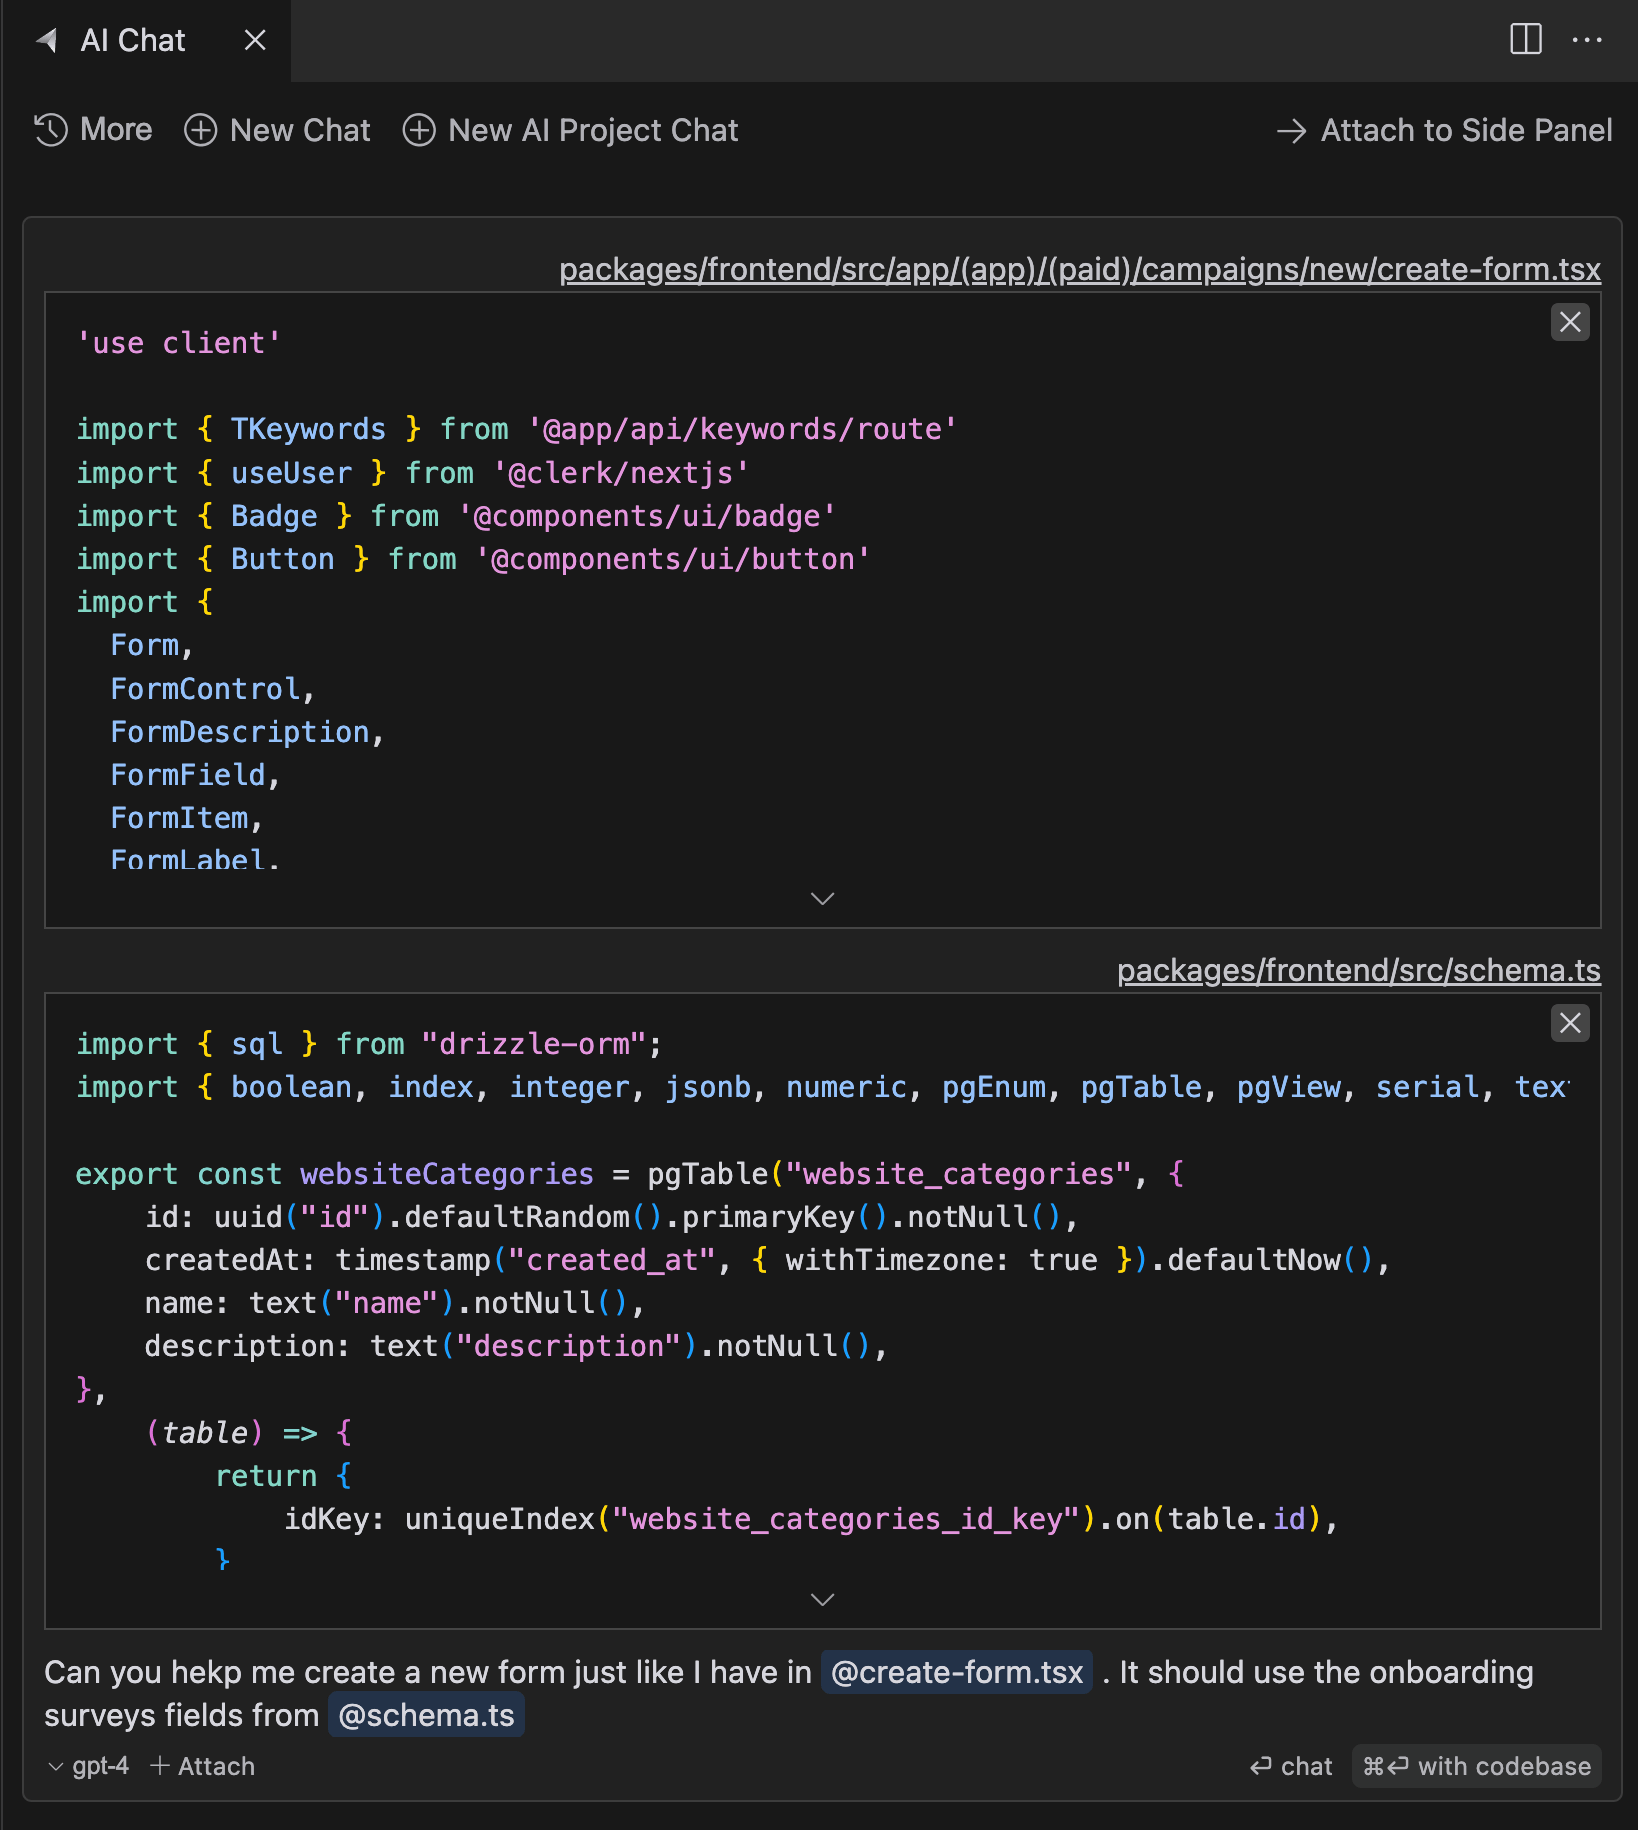 AI Chat
More New Chat New AI Project Chat Attach to Side Panel
packages/frontend/src/app/(app)/(paid)/campaigns/new/create-form.tsx
'use client'
import { TKeywords } from '@app/api/keywords/route'
import { useUser } from '@clerk/nextjs'
import { Badge } from '@components/ui/badge'
import { Button } from '@components/ui/button'
import {
  Form,
  FormControl,
  FormDescription,
  FormField,
  FormItem,
  FormLabel,
packages/frontend/src/schema.ts
import { sql } from "drizzle-orm";
import { boolean, index, integer, jsonb, numeric, pgEnum, pgTable, pgView, serial, tex
export const websiteCategories = pgTable("website_categories", {
    id: uuid("id").defaultRandom().primaryKey().notNull(),
    createdAt: timestamp("created_at", { withTimezone: true }).defaultNow(),
    name: text("name").notNull(),
    description: text("description").notNull(),
},
    (table) => {
        return {
            idKey: uniqueIndex("website_categories_id_key").on(table.id),
        }
Can you hekp me create a new form just like I have in @create-form.tsx . It should use the onboarding
surveys fields from @schema.ts
gpt-4 + Attach ⏎ chat ⌘⏎ with codebase